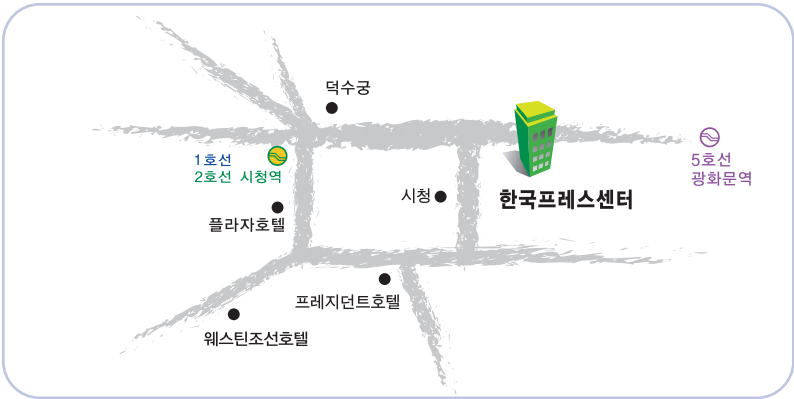 덕수궁
1호선
2호선 시청역
5호선
광화문역
시청
한국프레스센터
플라자호텔
프레지던트호텔
웨스틴조선호텔